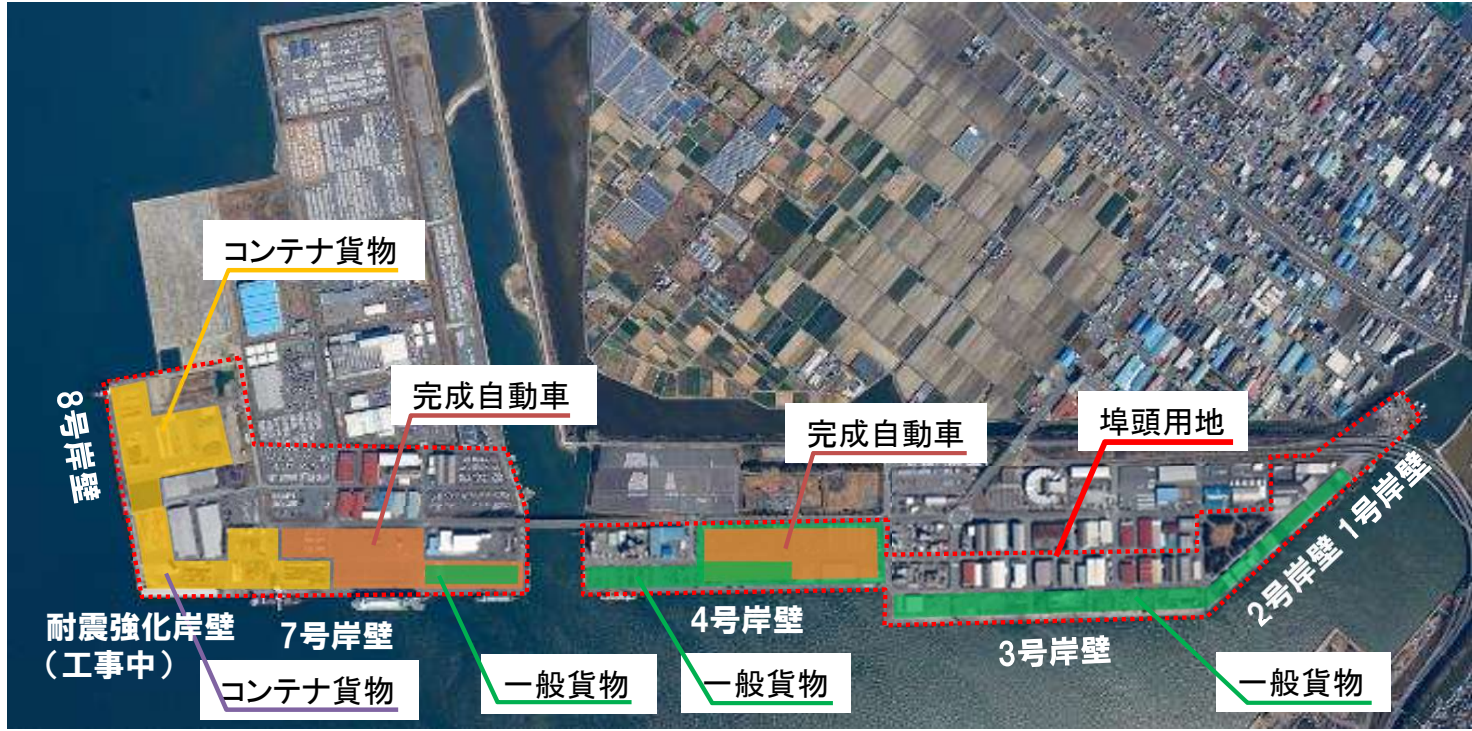 コンテナ貨物
完成自動車
完成自動車
埠頭用地
8号岸壁
2号岸壁
1号岸壁
耐震強化岸壁
（工事中）
7号岸壁
4号岸壁
3号岸壁
コンテナ貨物
一般貨物
一般貨物
一般貨物